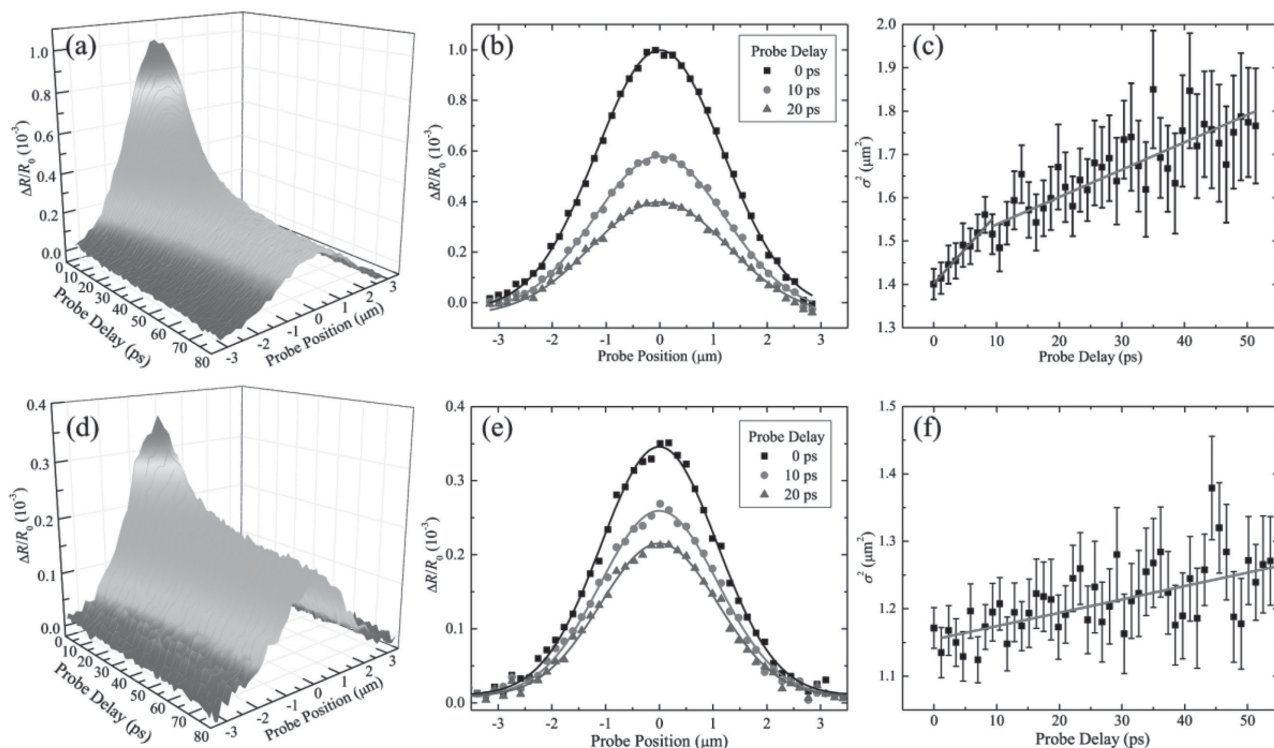 (a)
ΔR/R0 (10-3)
1.0
0.8
0.6
0.4
0.2
0.0
0
10
20
30
40
50
60
70
80
Probe Delay (ps)
-3
-2
-1
0
1
2
3
Probe Position (μm)
(b)
ΔR/R0 (10-3)
1.0
0.8
0.6
0.4
0.2
0.0
Probe Delay
0 ps
10 ps
20 ps
-3 -2 -1 0 1 2 3
Probe Position (μm)
(c)
σ2 (μm2)
2.0
1.9
1.8
1.7
1.6
1.5
1.4
1.3
0 10 20 30 40 50
Probe Delay (ps)
(d)
ΔR/R0 (10-3)
0.4
0.3
0.2
0.1
0.0
0
10
20
30
40
50
60
70
80
Probe Delay (ps)
-3
-2
-1
0
1
2
3
Probe Position (μm)
(e)
ΔR/R0 (10-3)
0.4
0.3
0.2
0.1
0.0
Probe Delay
0 ps
10 ps
20 ps
-3 -2 -1 0 1 2 3
Probe Position (μm)
(f)
σ2 (μm2)
1.5
1.4
1.3
1.2
1.1
0 10 20 30 40 50
Probe Delay (ps)